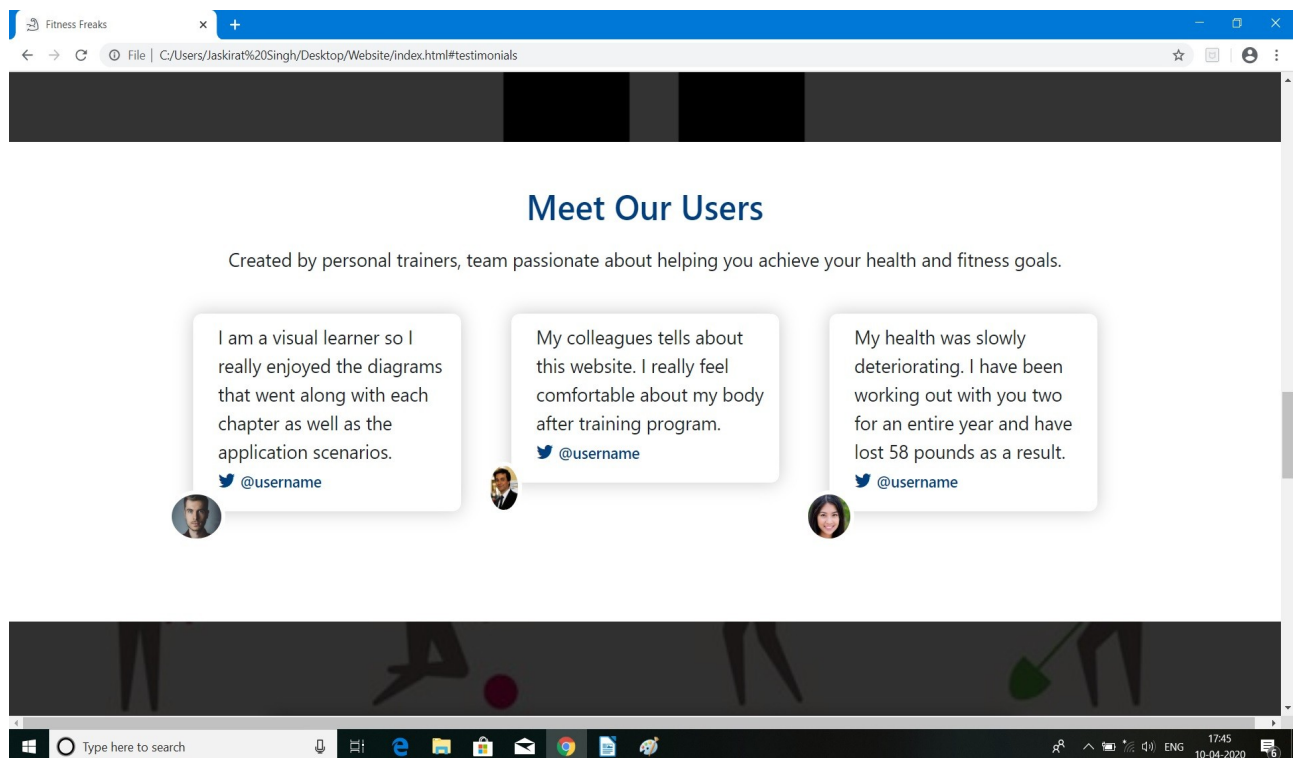 Fitness Freaks
File | C:/Users/Jaskirat%20Singh/Desktop/Website/index.html#testimonials
Meet Our Users
Created by personal trainers, team passionate about helping you achieve your health and fitness goals.
I am a visual learner so I
really enjoyed the diagrams
that went along with each
chapter as well as the
application scenarios.
@username
My colleagues tells about
this website. I really feel
comfortable about my body
after training program.
@username
My health was slowly
deteriorating. I have been
working out with you two
for an entire year and have
lost 58 pounds as a result.
@username
Type here to search
ENG
17:45
10-04-2020
6